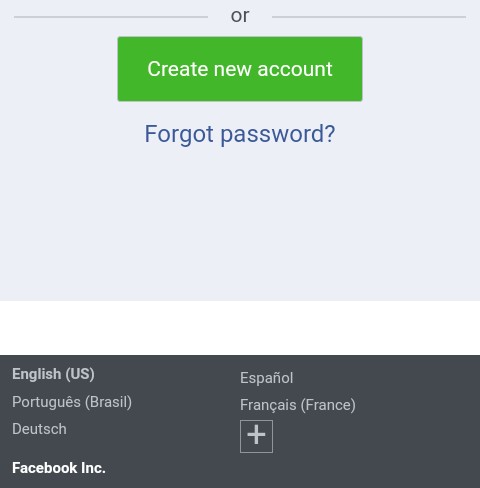 or
Create new account
Forgot password?
English (US)
Español
Português (Brasil)
Français (France)
Deutsch
+
Facebook Inc.